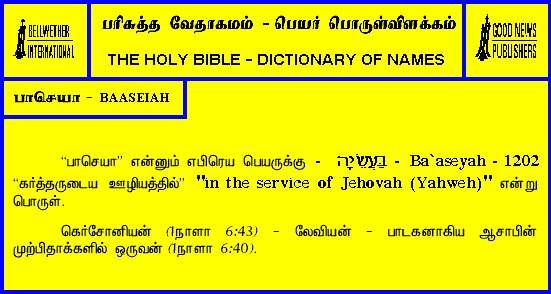 BELLWETHER
INTERNATIONAL
பரிசுத்த வேதாகமம் - பெயர் பொருள்விளக்கம்
THE HOLY BIBLE - DICTIONARY OF NAMES
GOOD NEWS
PUBLISHERS
பாசெயா - BAASEIAH
“பாசெயா” என்னும் எபிரெய பெயருக்கு - בַּעֲשֵׂיָה - Ba`aseyah - 1202
“கர்த்தருடைய ஊழியத்தில்” "in the service of Jehovah (Yahweh)" என்று
பொருள்.
கெர்சோனியன் (1நாளா 6:43) - லேவியன் - பாடகனாகிய ஆசாபின்
முற்பிதாக்களில் ஒருவன் (1நாளா 6:40).